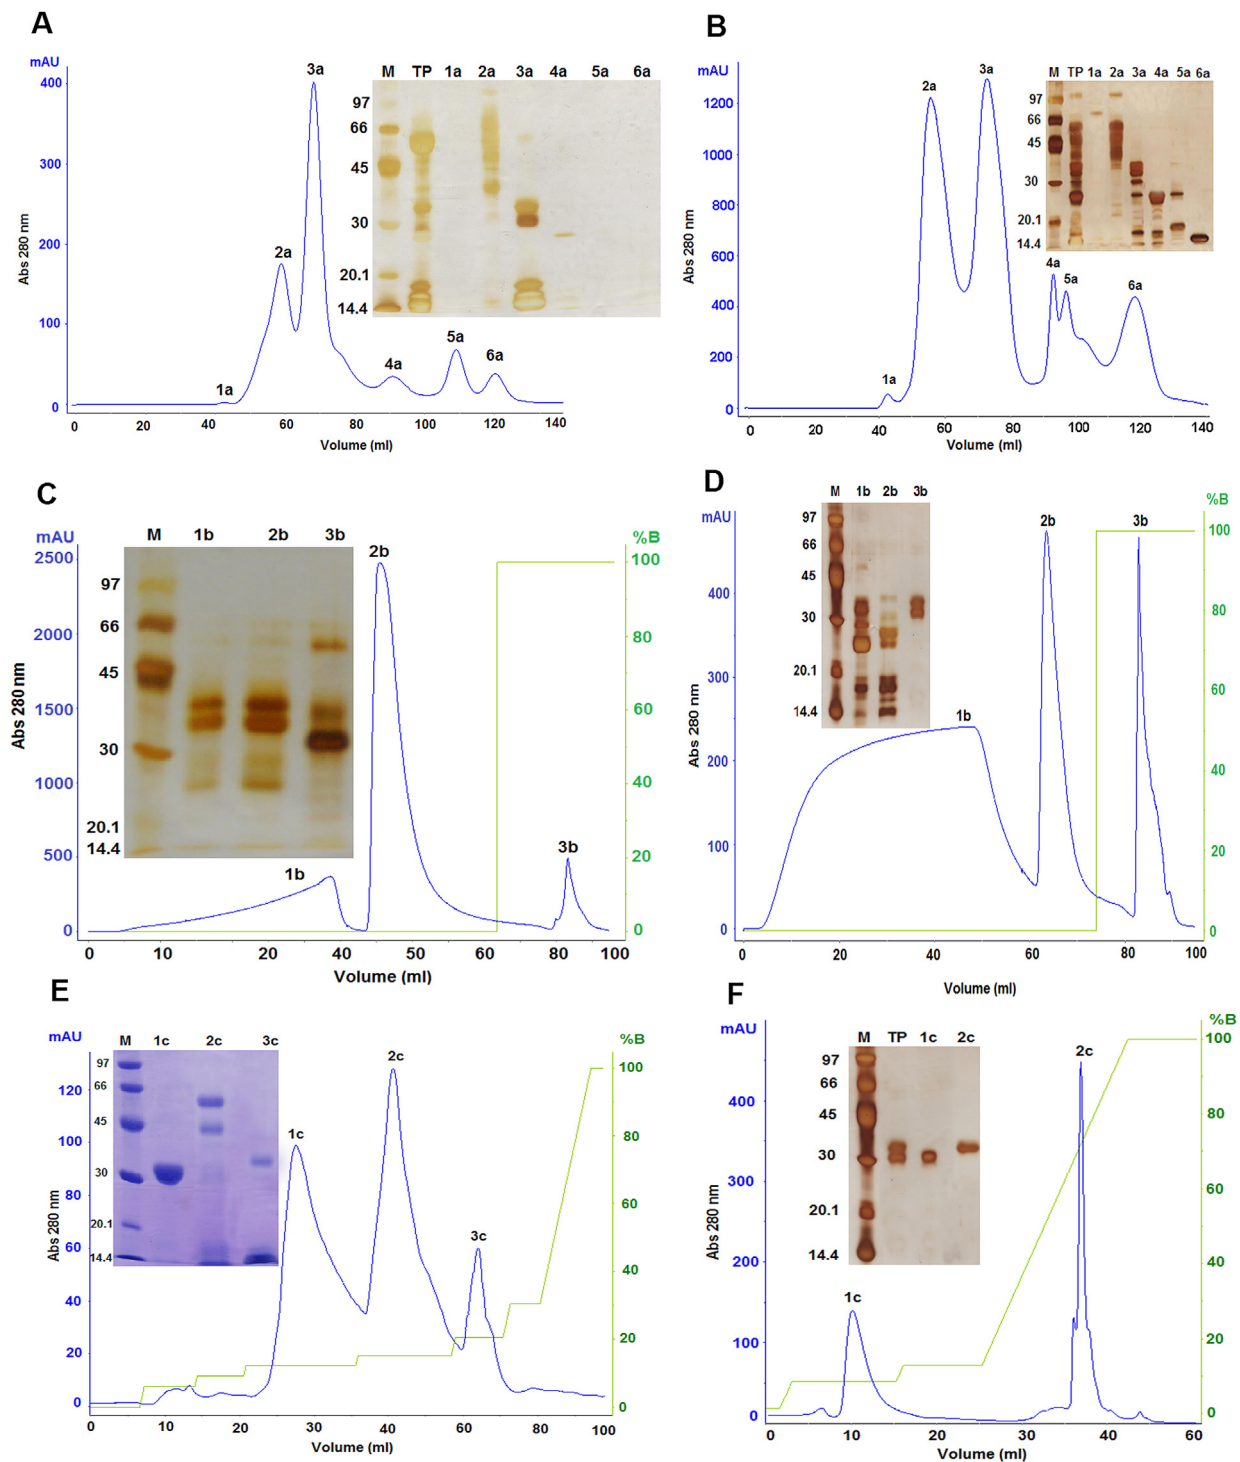 A
mAU
400
300
200
100
0
Abs 280 nm
3a
2a
1a
4a
5a
6a
M TP 1a 2a 3a 4a 5a 6a
97
66
45
30
20.1
14.4
0 20 40 60 80 100 120 140
Volume (ml)
B
mAU
1200
1000
800
600
400
200
0
Abs 280 nm
2a
3a
1a
4a
5a
6a
M TP 1a 2a 3a 4a 5a 6a
97
66
45
30
20.1
14.4
0 20 40 60 80 100 120 140
Volume (ml)
C
mAU
2500
2000
1500
1000
500
0
Abs 280 nm
M 1b 2b 3b
97
66
45
30
20.1
14.4
1b
2b
3b
%B
100
80
60
40
20
0
0 10 20 40 50 60 80 100
Volume (ml)
D
mAU
400
300
200
100
0
Abs 280 nm
M 1b 2b 3b
97
66
45
30
20.1
14.4
1b
2b
3b
%B
100
80
60
40
20
0
0 20 40 60 80 100
Volume (ml)
E
mAU
120
100
80
60
40
20
0
Abs 280 nm
M 1c 2c 3c
97
66
45
30
20.1
14.4
1c
2c
3c
%B
100
80
60
40
20
0
0 10 20 30 40 50 60 70 80 90 100
Volume (ml)
F
mAU
400
300
200
100
0
Abs 280 nm
M TP 1c 2c
97
66
45
30
20.1
14.4
1c
2c
%B
100
80
60
40
20
0
0 10 20 30 40 60
Volume (ml)